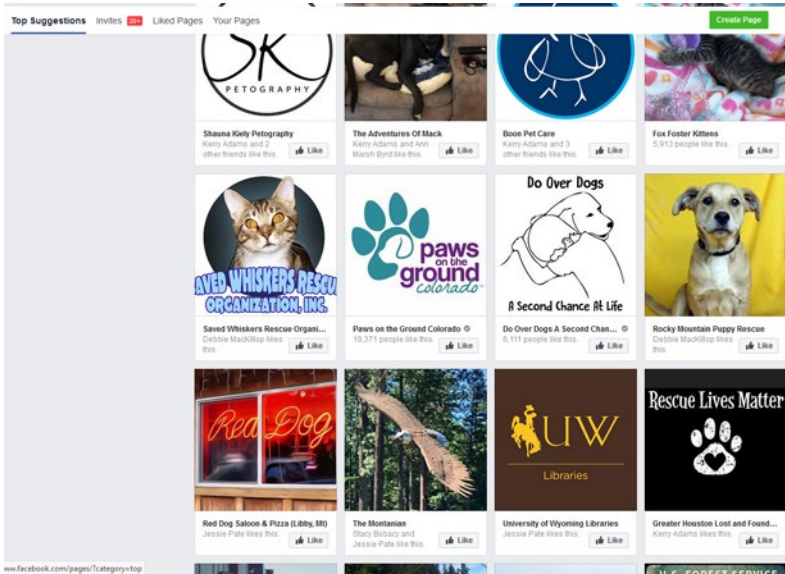 Top Suggestions Invites 20+ Liked Pages Your Pages Create Page
SK
PETOGRAPHY
Shauna Kiely Petography
Kerry Adams and 2
other friends like this.
Like
The Adventures Of Mack
Kerry Adams and Ann
Marsh Byrd like this.
Like
Boon Pet Care
Kerry Adams and 3
other friends like this.
Like
Fox Foster Kittens
5,913 people like this.
Like
SAVED WHISKERS RESCU
ORGANIZATION, INC.
Saved Whiskers Rescue Organi...
Debbie MacKillop likes
this.
Like
paws
on the
ground
colorado
Paws on the Ground Colorado
19,371 people like this.
Like
Do Over Dogs
A Second Chance At Life
Do Over Dogs A Second Chan...
6,111 people like this.
Like
Rocky Mountain Puppy Rescue
Debbie MacKillop likes
this.
Like
Red Dog
Red Dog Saloon & Pizza (Libby, Mt)
Jessie Pate likes this.
Like
The Montanian
Stacy Bobacy and
Jessie Pate like this.
Like
UW
Libraries
University of Wyoming Libraries
Jessie Pate likes this.
Like
Rescue Lives Matter
Greater Houston Lost and Found...
Kerry Adams likes this.
Like
ww.facebook.com/pages/?category=top
U.S. FOREST SERVICE